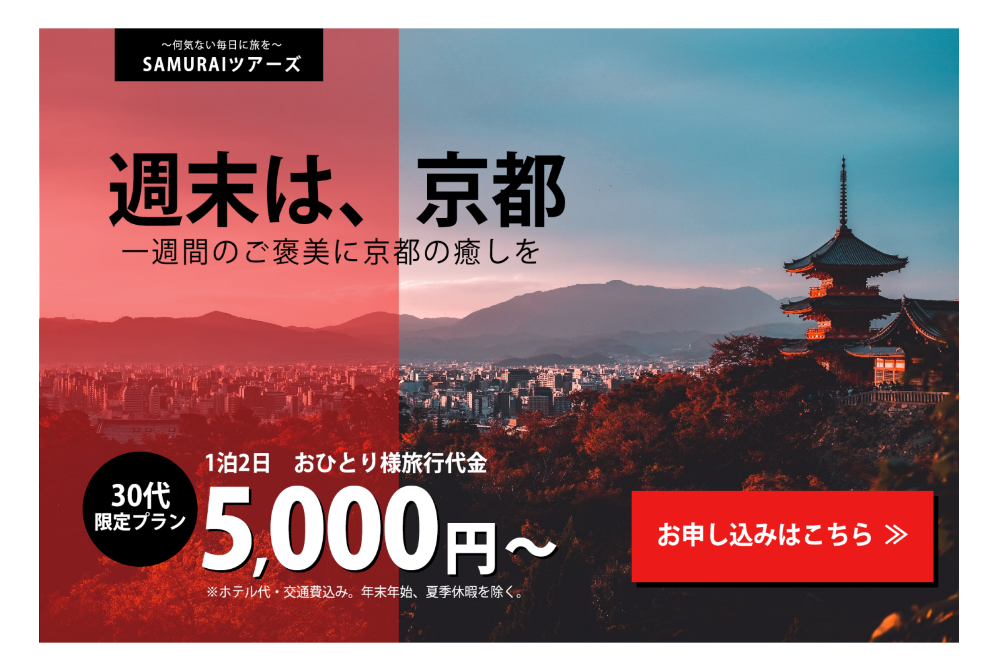 ～何気ない毎日に旅を～
SAMURAIツアーズ
週末は、京都
一週間のご褒美に京都の癒しを
30代
限定プラン
1泊2日　おひとり様旅行代金
5,000円～
※ホテル代・交通費込み。年末年始、夏季休暇を除く。
お申し込みはこちら ≫